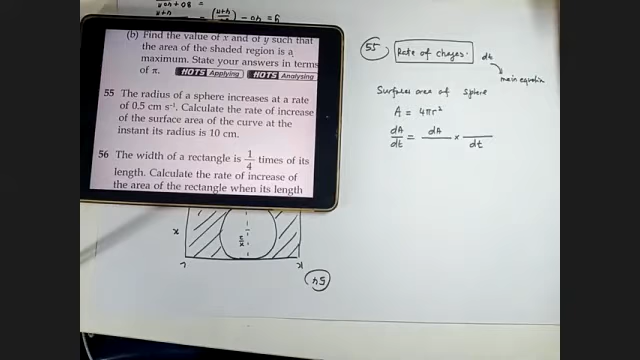 (b) Find the value of x and of y such that
the area of the shaded region is a
maximum. State your answers in terms
of π. HOTS Applying HOTS Analysing
55 The radius of a sphere increases at a rate
of 0.5 cm s⁻¹. Calculate the rate of increase
of the surface area of the curve at the
instant its radius is 10 cm.
56 The width of a rectangle is 1/4 times of its
length. Calculate the rate of increase of
the area of the rectangle when its length
x
54
55 Rate of chages. dt
main equation
Surface area of sphere
A = 4πr²
dA/dt = dA/ × /dt